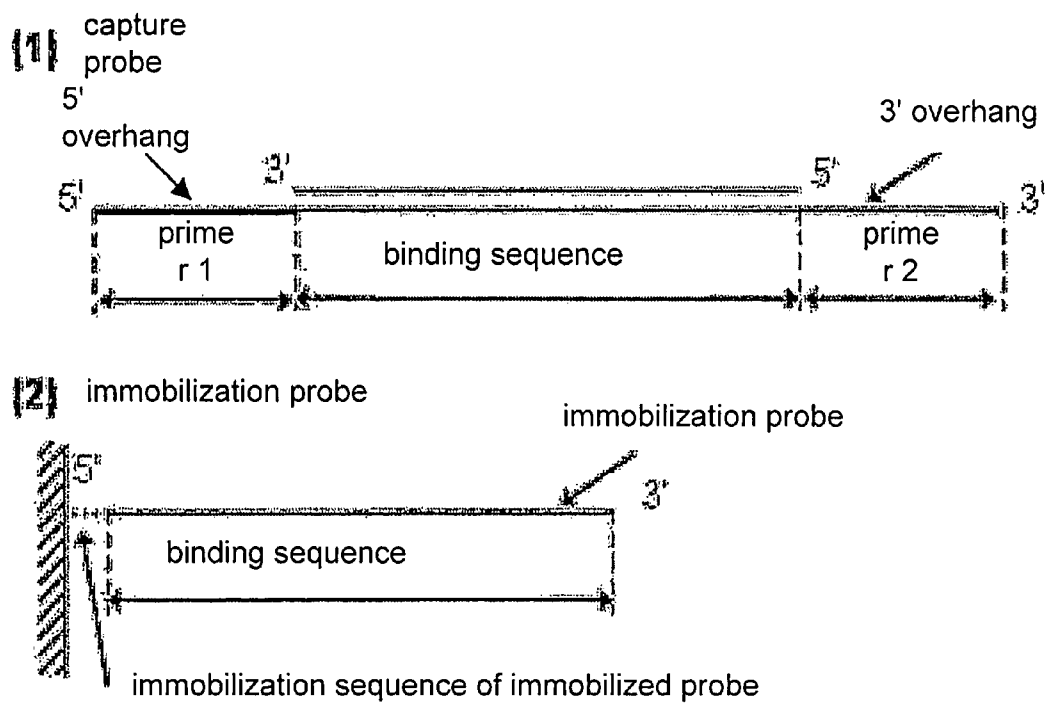 (1) capture
probe
5'
overhang
3' overhang
5' 3' 5' 3'
prime
r 1
binding sequence
prime
r 2
(2) immobilization probe
immobilization probe
5' 3'
binding sequence
immobilization sequence of immobilized probe